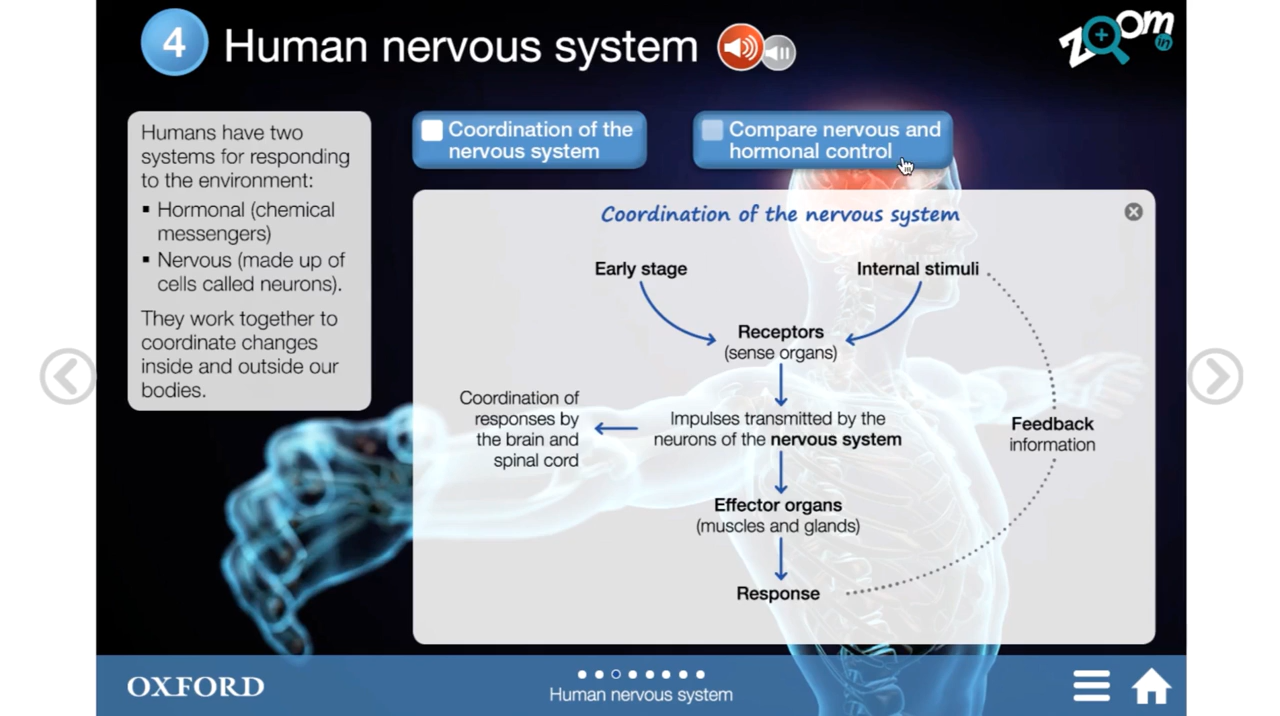 4
Human nervous system
Zoom
in
Humans have two
systems for responding
to the environment:
▪ Hormonal (chemical
messengers)
▪ Nervous (made up of
cells called neurons).
They work together to
coordinate changes
inside and outside our
bodies.
Coordination of the
nervous system
Compare nervous and
hormonal control
Coordination of the nervous system
Early stage
Internal stimuli
Receptors
(sense organs)
Coordination of
responses by
the brain and
spinal cord
Impulses transmitted by the
neurons of the nervous system
Feedback
information
Effector organs
(muscles and glands)
Response
OXFORD
Human nervous system